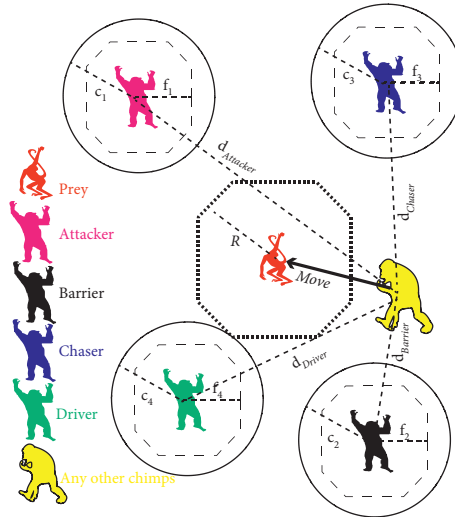 c1
f1
c3
f3
dAttacker
dChaser
Prey
Attacker
R
Move
Barrier
Chaser
dBarrier
dDriver
Driver
c4
f4
c2
f2
Any other chimps